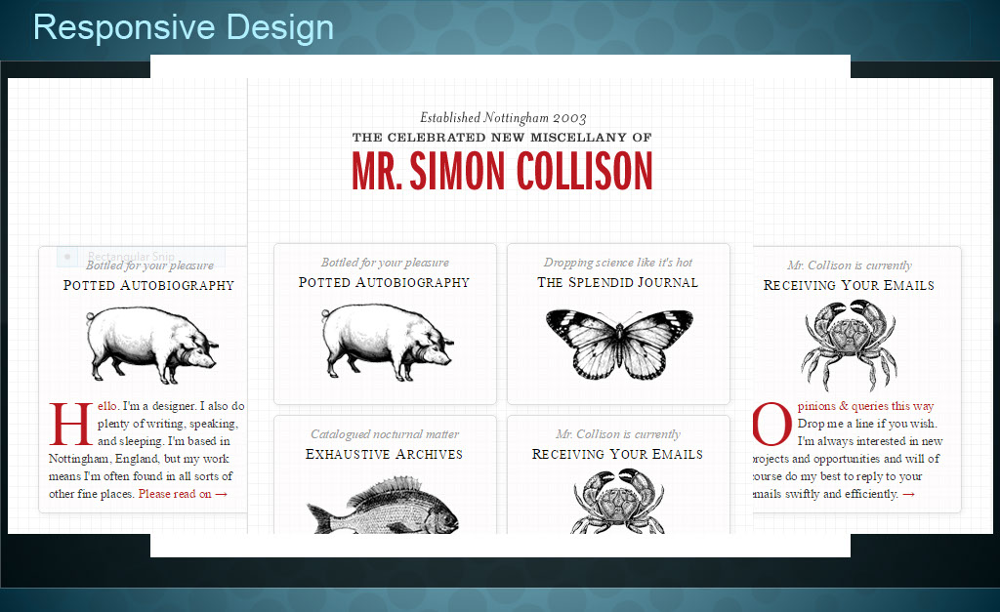 Responsive Design
Established Nottingham 2003
THE CELEBRATED NEW MISCELLANY OF
MR. SIMON COLLISON
Rectangular Snip
Bottled for your pleasure
POTTED AUTOBIOGRAPHY
Hello. I'm a designer. I also do
plenty of writing, speaking,
and sleeping. I'm based in
Nottingham, England, but my work
means I'm often found in all sorts of
other fine places. Please read on →
Bottled for your pleasure
POTTED AUTOBIOGRAPHY
Dropping science like it's hot
THE SPLENDID JOURNAL
Catalogued nocturnal matter
EXHAUSTIVE ARCHIVES
Mr. Collison is currently
RECEIVING YOUR EMAILS
Mr. Collison is currently
RECEIVING YOUR EMAILS
Opinions & queries this way
Drop me a line if you wish.
I'm always interested in new
rojects and opportunities and will of
ourse do my best to reply to your
mails swiftly and efficiently. →